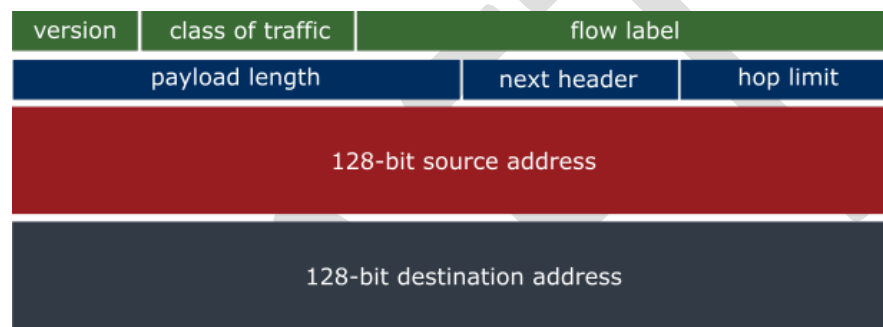 version class of traffic flow label
payload length next header hop limit
128-bit source address
128-bit destination address